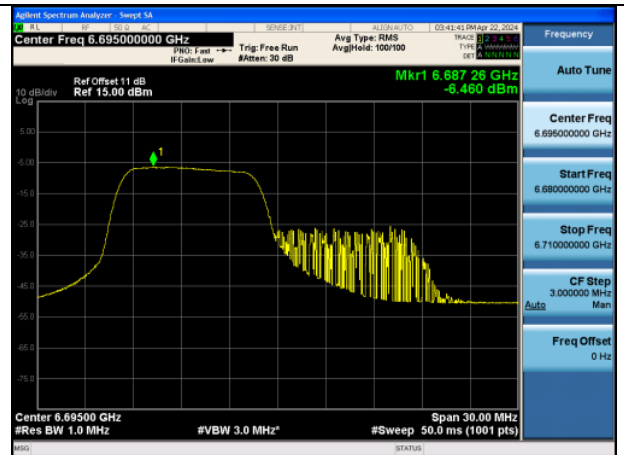 Agilent Spectrum Analyzer - Swept SA
RL RF 50 Ω AC SENSE:INT ALIGN AUTO 03:41:41 PM Apr 22, 2024
Center Freq 6.695000000 GHz
PNO: Fast
IFGain:Low
Trig: Free Run
#Atten: 30 dB
Avg Type: RMS
Avg|Hold: 100/100
TRACE 1 2 3 4 5 6
TYPE A
DET A N N N N N
Ref Offset 11 dB
10 dB/div Ref 15.00 dBm
Log
Mkr1 6.687 26 GHz
-6.460 dBm
5.00
-5.00
-15.0
-25.0
-35.0
-45.0
-55.0
-65.0
-75.0
1
Center 6.69500 GHz
#Res BW 1.0 MHz
#VBW 3.0 MHz*
Span 30.00 MHz
#Sweep 50.0 ms (1001 pts)
MSG STATUS
Frequency
Auto Tune
Center Freq
6.695000000 GHz
Start Freq
6.680000000 GHz
Stop Freq
6.710000000 GHz
CF Step
3.000000 MHz
Auto Man
Freq Offset
0 Hz